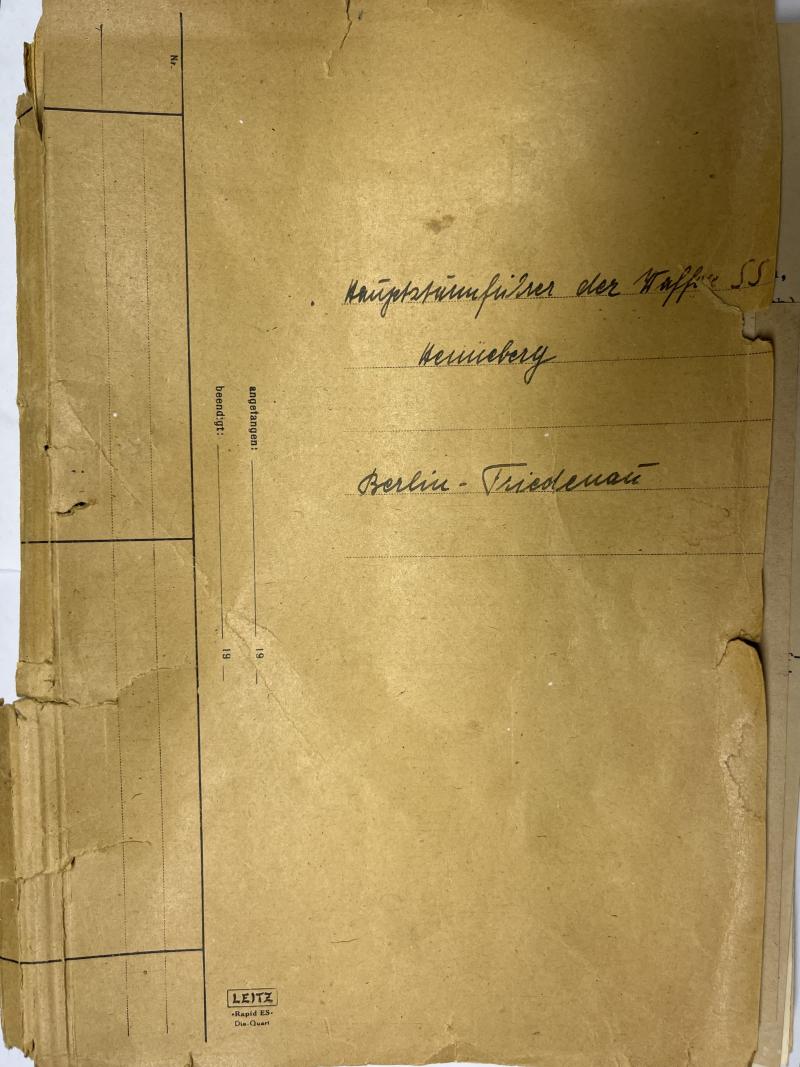 Nr.
Hauptsturmführer der Waffen SS
Henneberg
Berlin-Friedenau
angefangen: 19
beendigt: 19
LEITZ
-Rapid ES-
Din-Quart